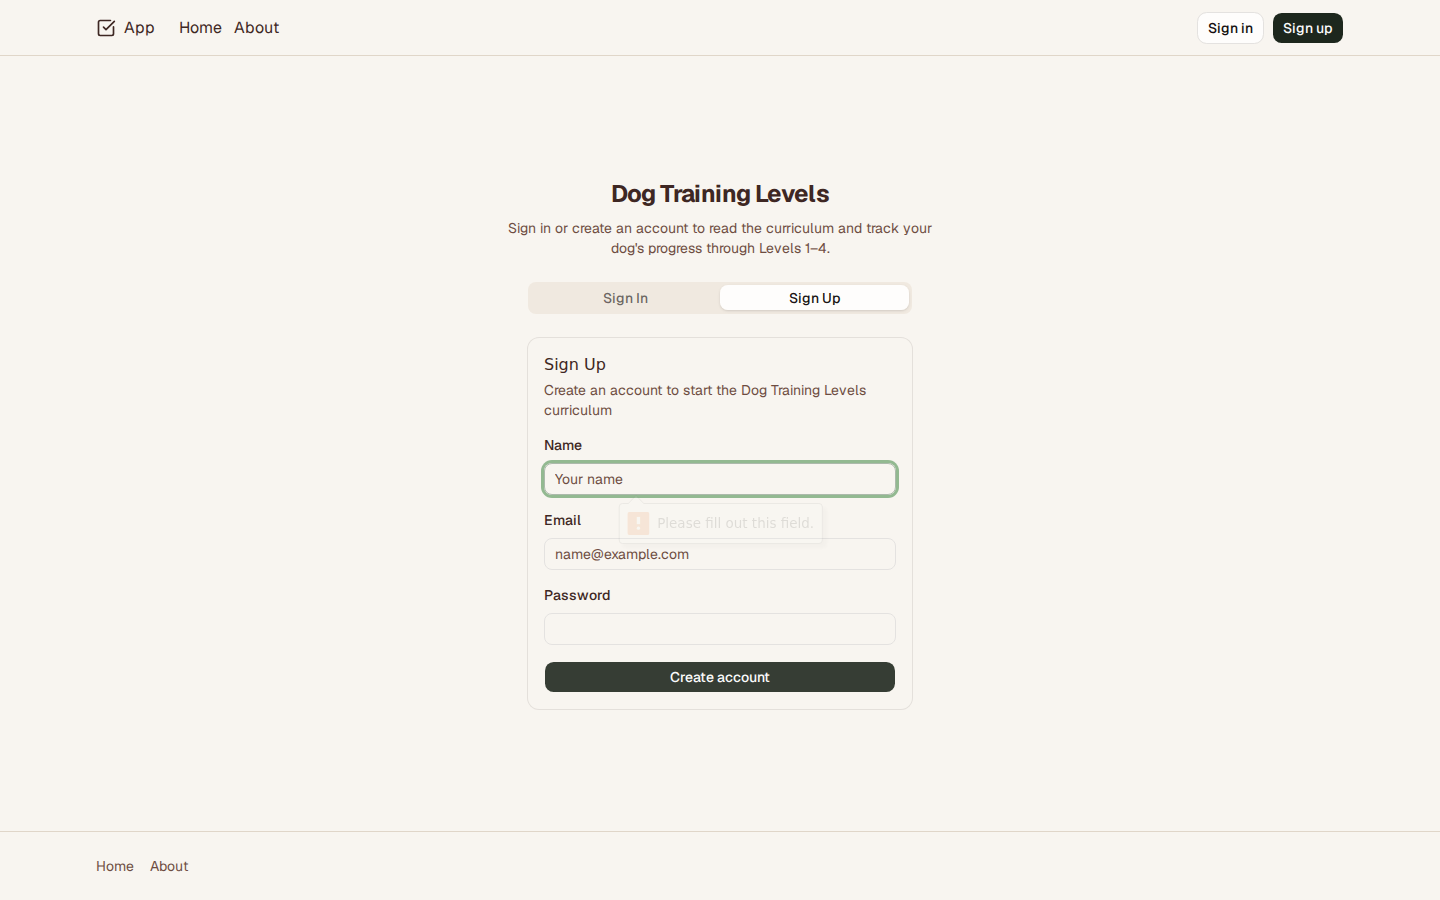 App Home About Sign in Sign up
Dog Training Levels
Sign in or create an account to read the curriculum and track your
dog's progress through Levels 1–4.
Sign In Sign Up
Sign Up
Create an account to start the Dog Training Levels
curriculum
Name
Your name
Please fill out this field.
Email
name@example.com
Password
Create account
Home About